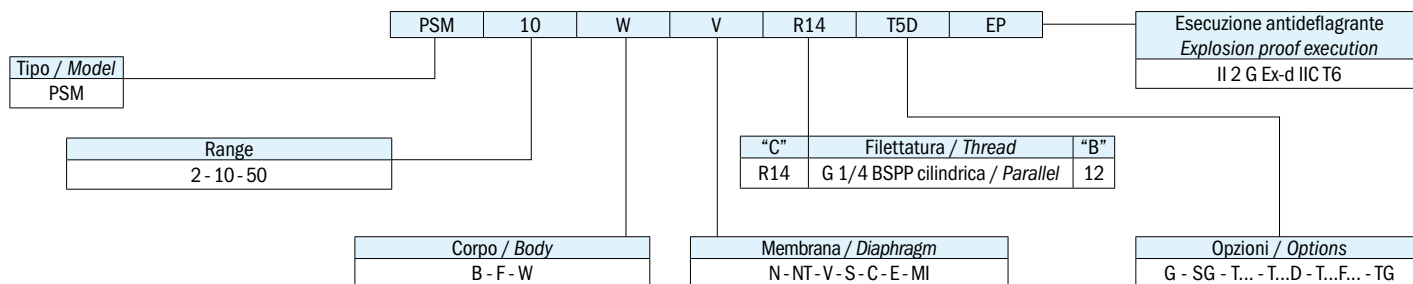 PSM 10 W V R14 T5D EP
Esecuzione antideflagrante
Explosion proof execution
II 2 G Ex-d IIC T6
Tipo / Model
PSM
Range
2 - 10 - 50
"C" Filettatura / Thread "B"
R14 G 1/4 BSPP cilindrica / Parallel 12
Corpo / Body
B - F - W
Membrana / Diaphragm
N - NT - V - S - C - E - MI
Opzioni / Options
G - SG - T... - T...D - T...F... - TG